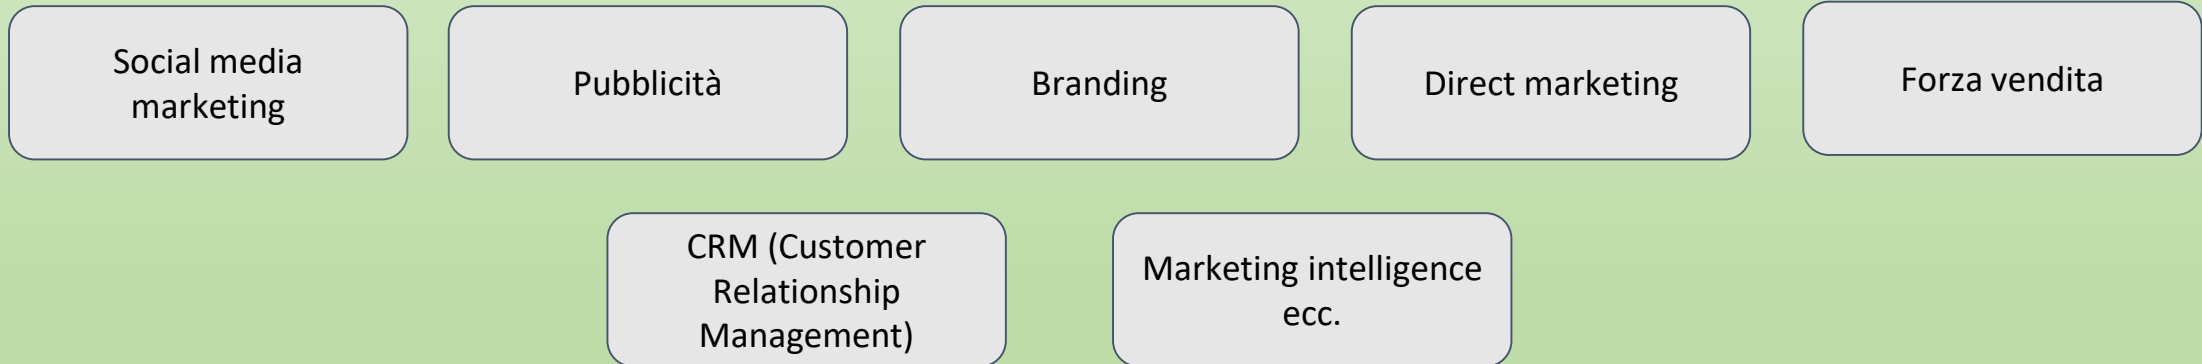 Social media
marketing
Pubblicità
Branding
Direct marketing
Forza vendita
CRM (Customer
Relationship
Management)
Marketing intelligence
ecc.